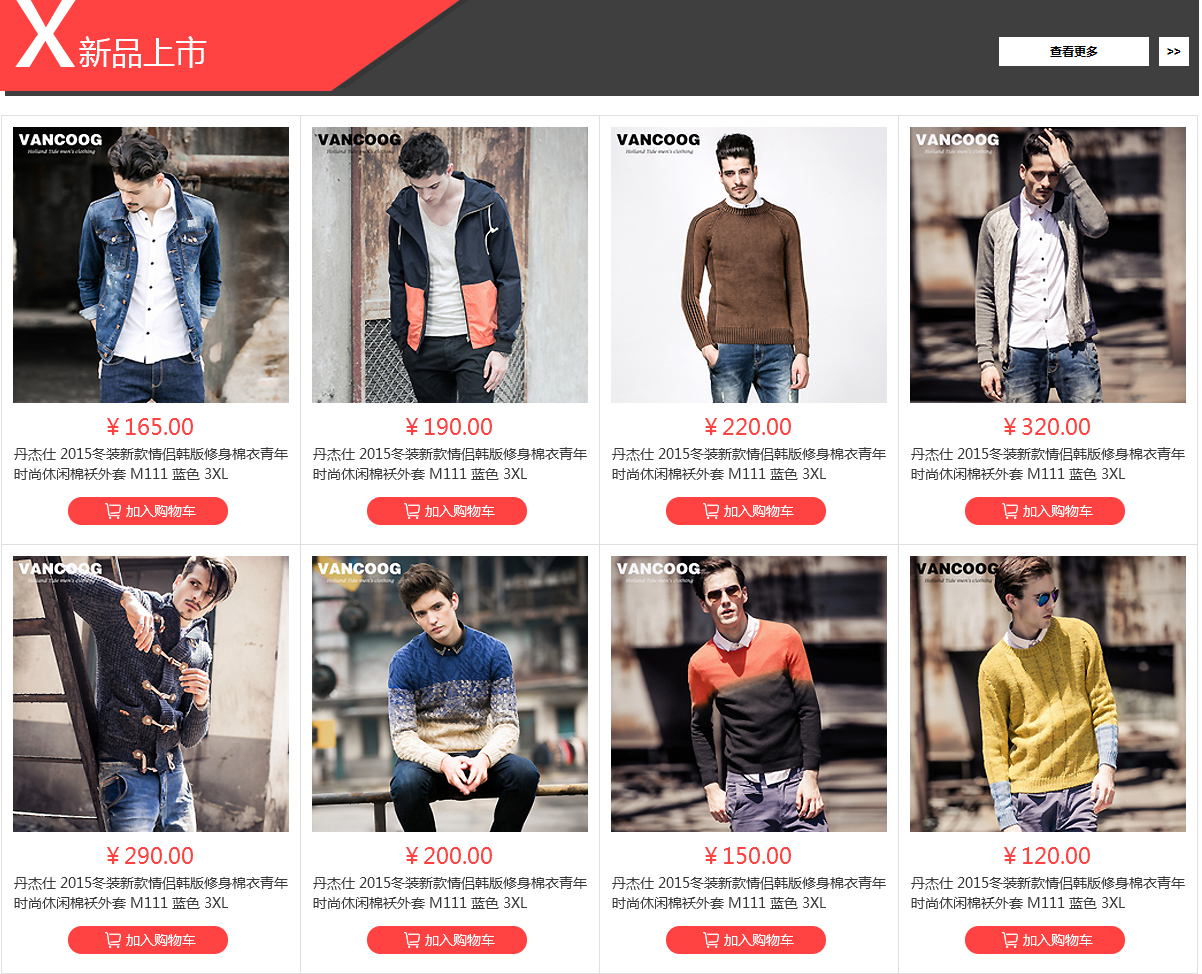 X新品上市
查看更多
>>
VANCOOG
Holland Tide men's clothing
VANCOOG
Holland Tide men's clothing
VANCOOG
Holland Tide men's clothing
VANCOOG
Holland Tide men's clothing
¥165.00
¥190.00
¥220.00
¥320.00
丹杰仕 2015冬装新款情侣韩版修身棉衣青年
时尚休闲棉袄外套 M111 蓝色 3XL
丹杰仕 2015冬装新款情侣韩版修身棉衣青年
时尚休闲棉袄外套 M111 蓝色 3XL
丹杰仕 2015冬装新款情侣韩版修身棉衣青年
时尚休闲棉袄外套 M111 蓝色 3XL
丹杰仕 2015冬装新款情侣韩版修身棉衣青年
时尚休闲棉袄外套 M111 蓝色 3XL
加入购物车
加入购物车
加入购物车
加入购物车
VANCOOG
Holland Tide men's clothing
VANCOOG
Holland Tide men's clothing
VANCOOG
Holland Tide men's clothing
VANCOOG
Holland Tide men's clothing
¥290.00
¥200.00
¥150.00
¥120.00
丹杰仕 2015冬装新款情侣韩版修身棉衣青年
时尚休闲棉袄外套 M111 蓝色 3XL
丹杰仕 2015冬装新款情侣韩版修身棉衣青年
时尚休闲棉袄外套 M111 蓝色 3XL
丹杰仕 2015冬装新款情侣韩版修身棉衣青年
时尚休闲棉袄外套 M111 蓝色 3XL
丹杰仕 2015冬装新款情侣韩版修身棉衣青年
时尚休闲棉袄外套 M111 蓝色 3XL
加入购物车
加入购物车
加入购物车
加入购物车